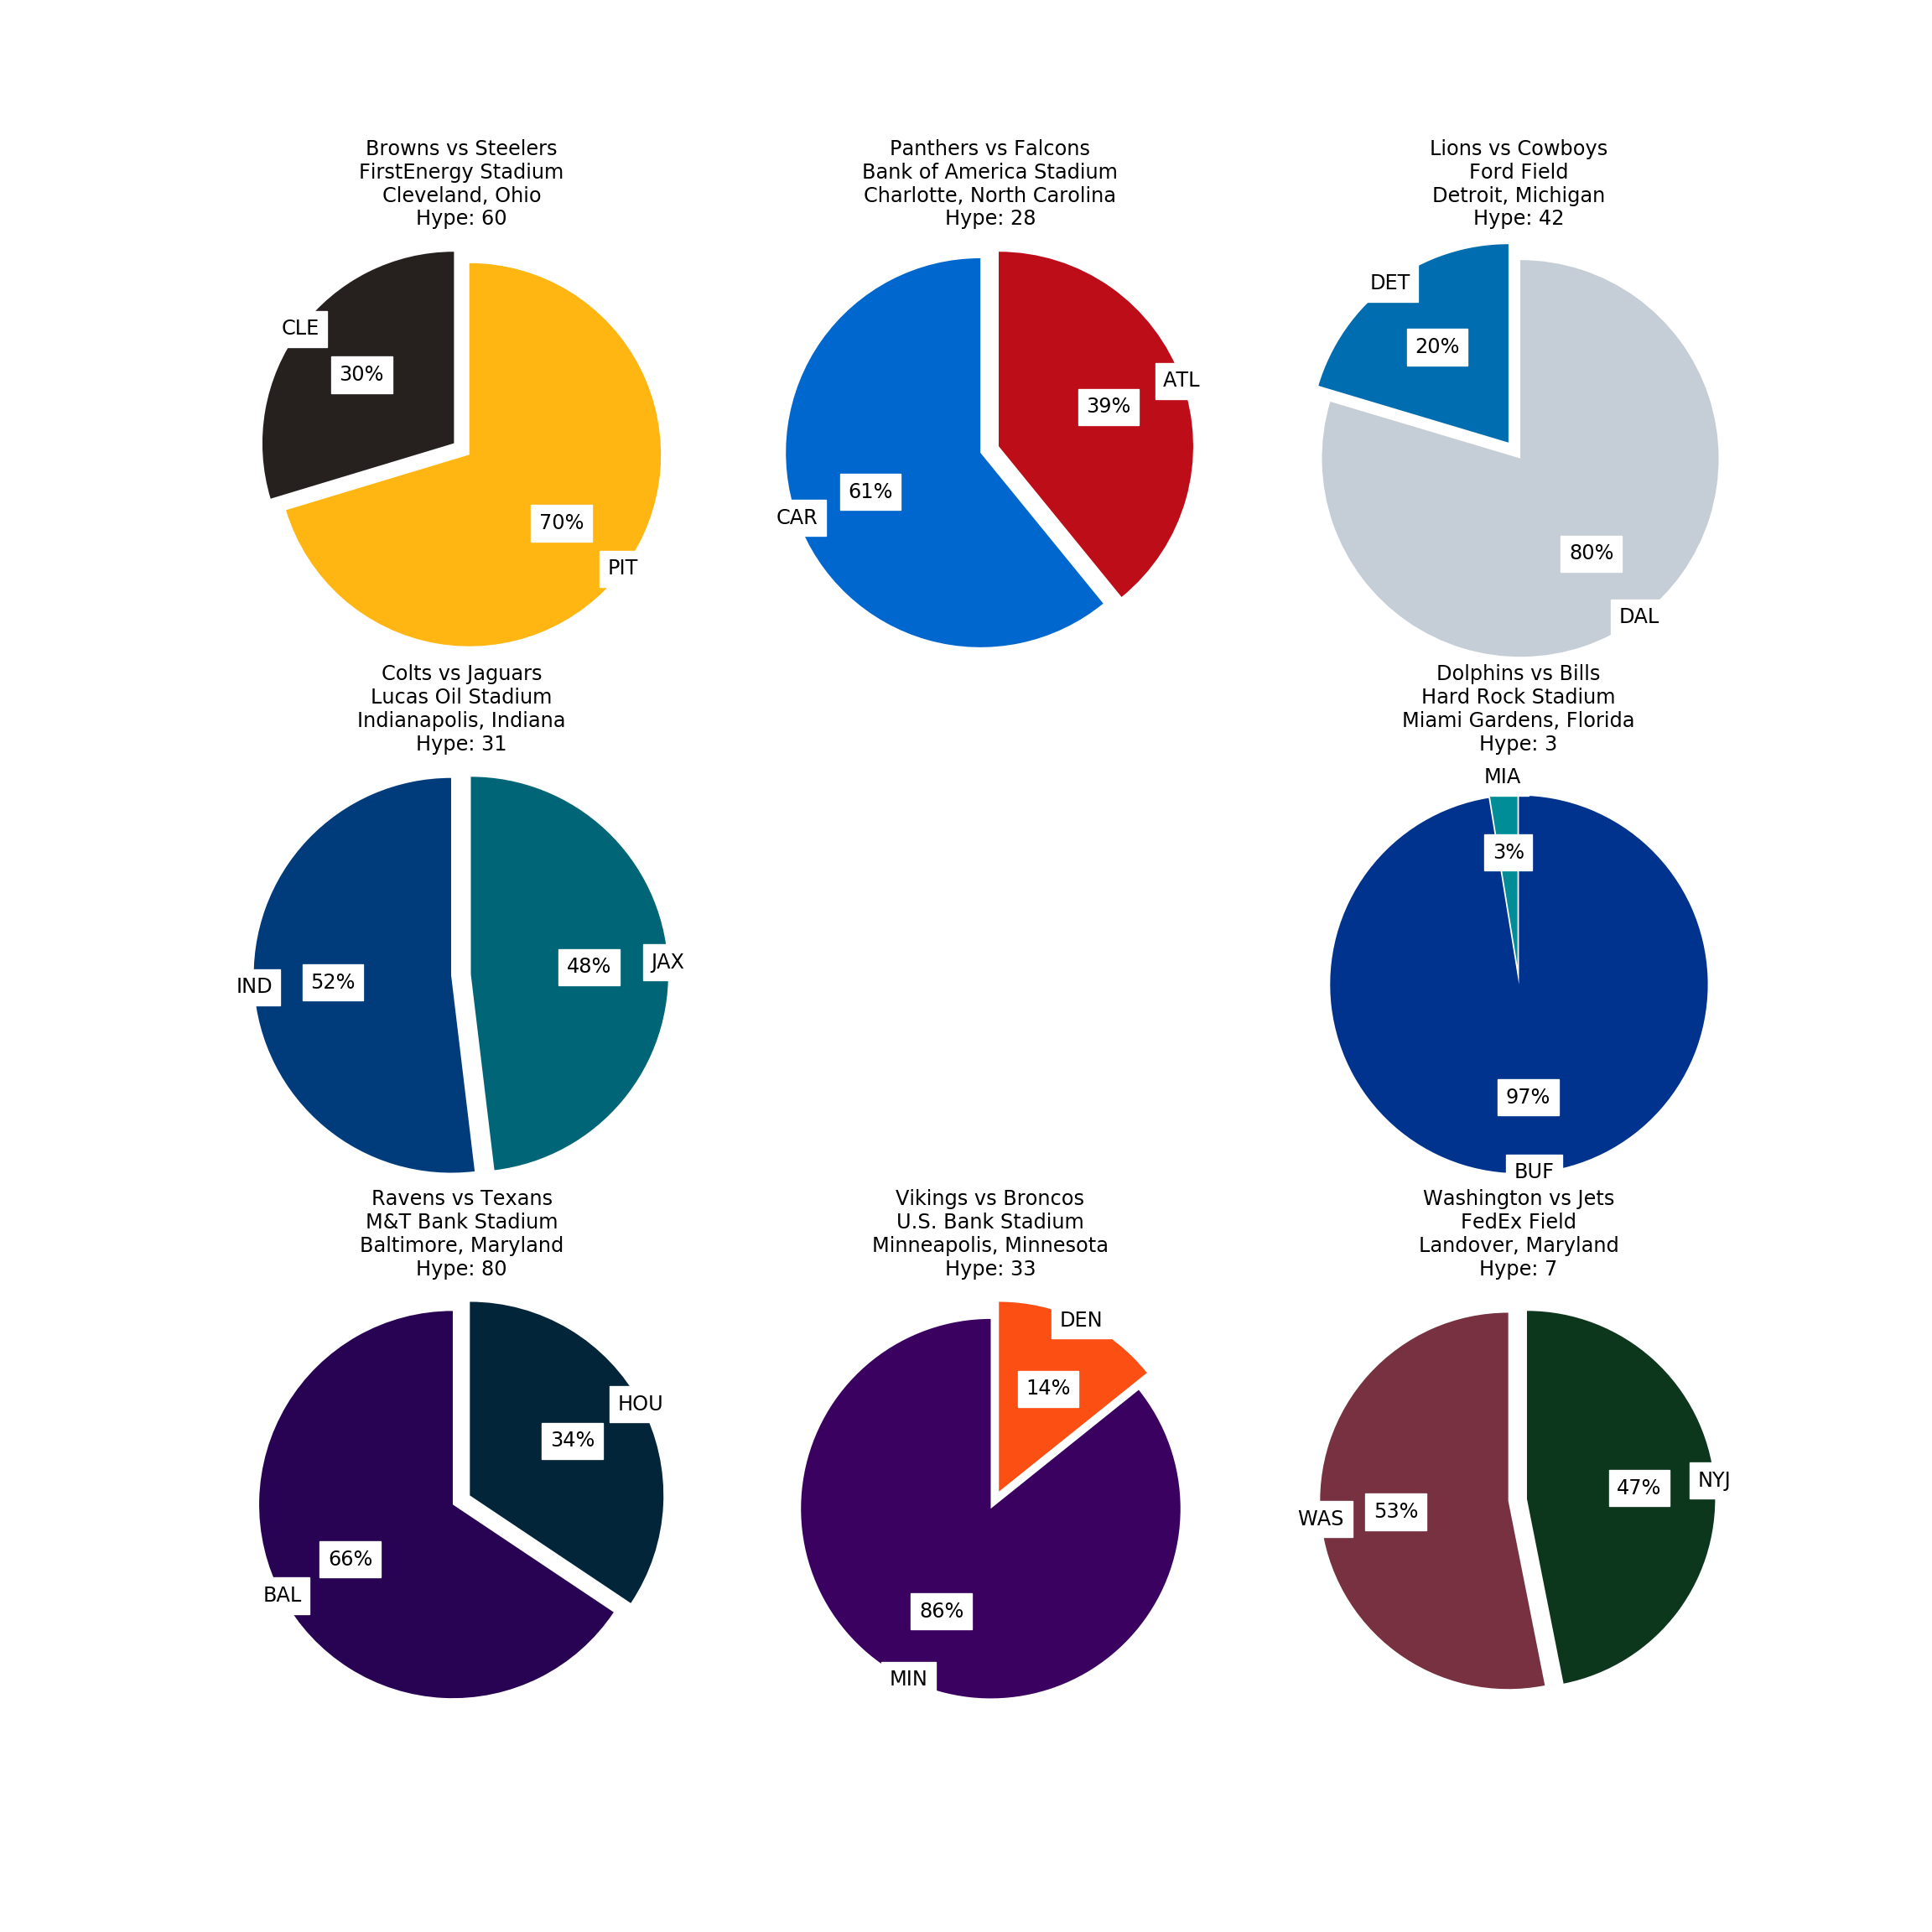 Browns vs Steelers
FirstEnergy Stadium
Cleveland, Ohio
Hype: 60
CLE
30%
70%
PIT
Panthers vs Falcons
Bank of America Stadium
Charlotte, North Carolina
Hype: 28
ATL
39%
61%
CAR
Lions vs Cowboys
Ford Field
Detroit, Michigan
Hype: 42
DET
20%
80%
DAL
Colts vs Jaguars
Lucas Oil Stadium
Indianapolis, Indiana
Hype: 31
IND
52%
48%
JAX
Dolphins vs Bills
Hard Rock Stadium
Miami Gardens, Florida
Hype: 3
MIA
3%
97%
BUF
Ravens vs Texans
M&T Bank Stadium
Baltimore, Maryland
Hype: 80
HOU
34%
66%
BAL
Vikings vs Broncos
U.S. Bank Stadium
Minneapolis, Minnesota
Hype: 33
DEN
14%
86%
MIN
Washington vs Jets
FedEx Field
Landover, Maryland
Hype: 7
NYJ
47%
53%
WAS